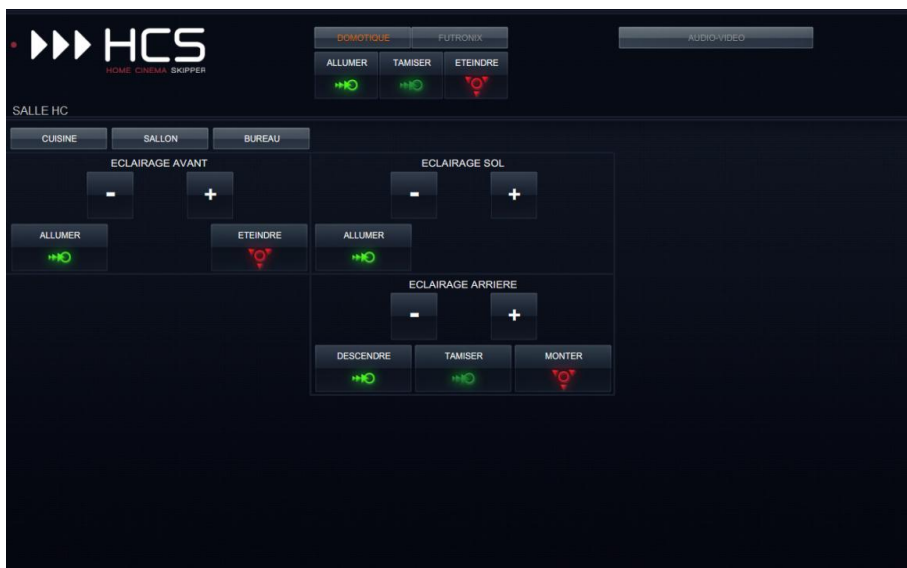 HCS
HOME CINEMA SKIPPER
DOMOTIQUE FUTRONIX
AUDIO-VIDEO
ALLUMER TAMISER ETEINDRE
SALLE HC
CUISINE SALLON BUREAU
ECLAIRAGE AVANT
- +
ALLUMER ETEINDRE
ECLAIRAGE SOL
- +
ALLUMER
ECLAIRAGE ARRIERE
- +
DESCENDRE TAMISER MONTER